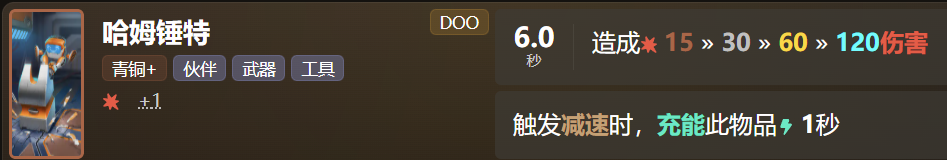 哈姆锤特
DOO
青铜+ 伙伴 武器 工具
+1
6.0
秒
造成 15 » 30 » 60 » 120伤害
触发减速时，充能此物品 1秒